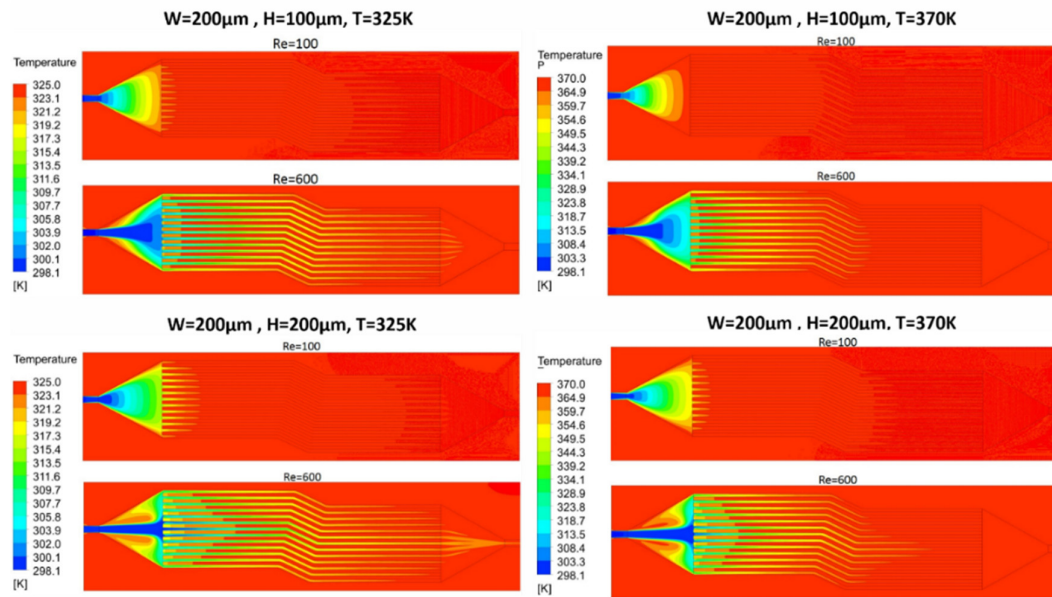 W=200µm , H=100µm, T=325K
Re=100
Temperature
325.0
323.1
321.2
319.2
317.3
315.4
313.5
311.6
309.7
307.7
305.8
303.9
302.0
300.1
298.1
[K]
Re=600
W=200µm , H=100µm, T=370K
Re=100
Temperature
P
370.0
364.9
359.7
354.6
349.5
344.3
339.2
334.1
328.9
323.8
318.7
313.5
308.4
303.3
298.1
[K]
Re=600
W=200µm , H=200µm, T=325K
Re=100
Temperature
325.0
323.1
321.2
319.2
317.3
315.4
313.5
311.6
309.7
307.7
305.8
303.9
302.0
300.1
298.1
[K]
Re=600
W=200µm , H=200µm, T=370K
Re=100
Temperature
370.0
364.9
359.7
354.6
349.5
344.3
339.2
334.1
328.9
323.8
318.7
313.5
308.4
303.3
298.1
[K]
Re=600